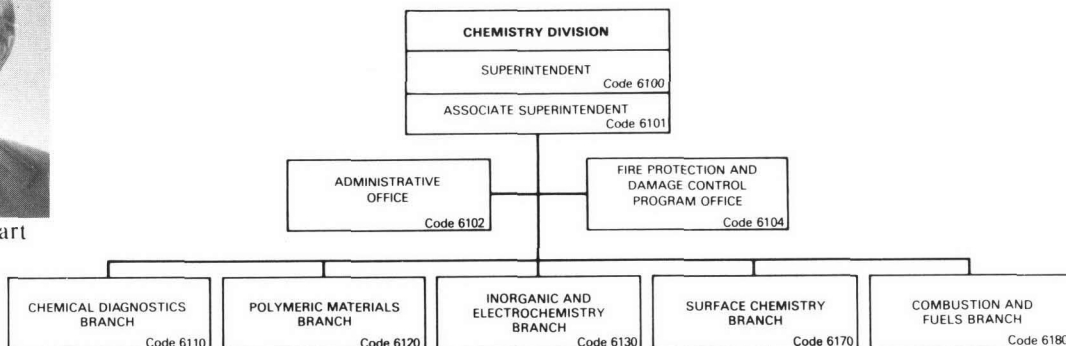 CHEMISTRY DIVISION
SUPERINTENDENT
Code 6100
ASSOCIATE SUPERINTENDENT
Code 6101
ADMINISTRATIVE
OFFICE
Code 6102
FIRE PROTECTION AND
DAMAGE CONTROL
PROGRAM OFFICE
Code 6104
art
CHEMICAL DIAGNOSTICS
BRANCH
Code 6110
POLYMERIC MATERIALS
BRANCH
Code 6120
INORGANIC AND
ELECTROCHEMISTRY
BRANCH
Code 6130
SURFACE CHEMISTRY
BRANCH
Code 6170
COMBUSTION AND
FUELS BRANCH
Code 6180